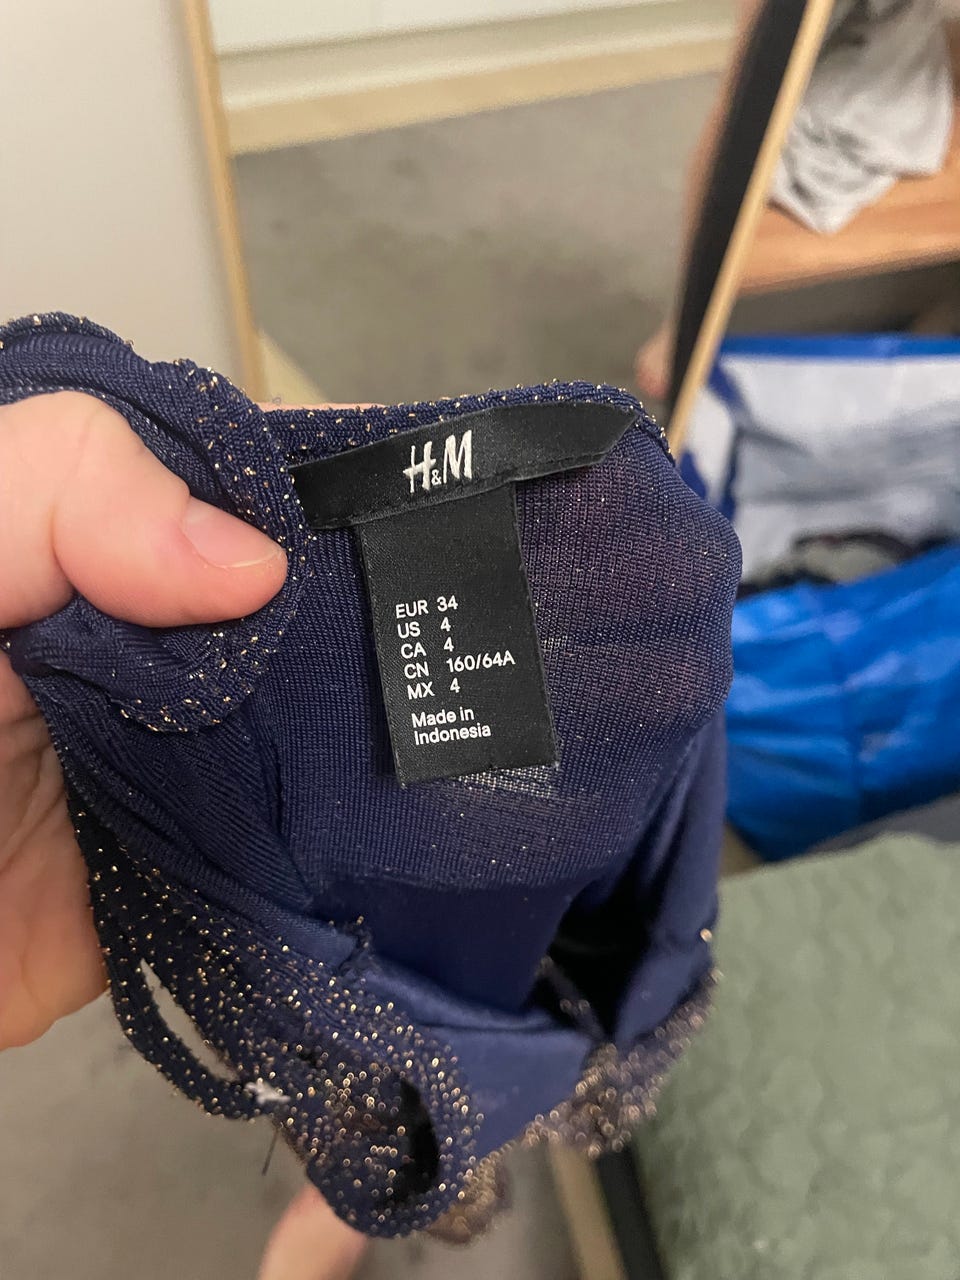 H&M
EUR 34
US 4
CA 4
CN 160/64A
MX 4
Made in
Indonesia